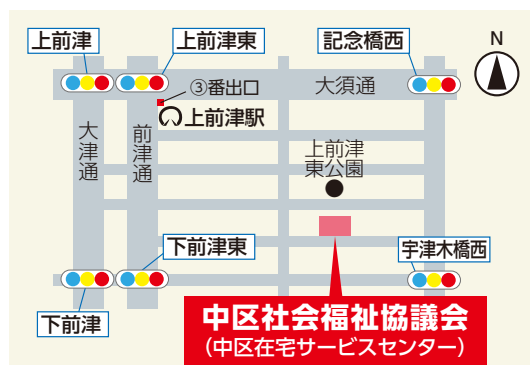 上前津
上前津東
記念橋西
N
③番出口
大須通
上前津駅
大津通
前津通
上前津
東公園
下前津東
宇津木橋西
下前津
中区社会福祉協議会
(中区在宅サービスセンター)